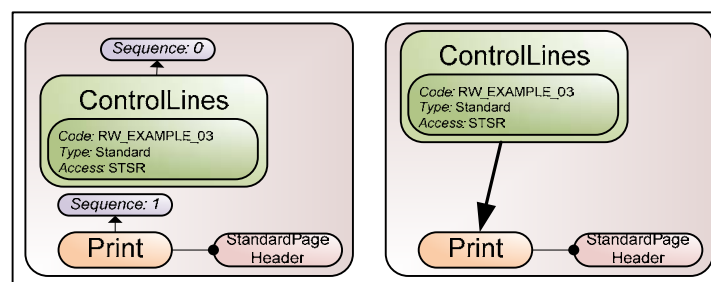 Sequence: 0
ControlLines
Code: RW_EXAMPLE_03
Type: Standard
Access: STSR
Sequence: 1
Print
StandardPage
Header
ControlLines
Code: RW_EXAMPLE_03
Type: Standard
Access: STSR
Print
StandardPage
Header